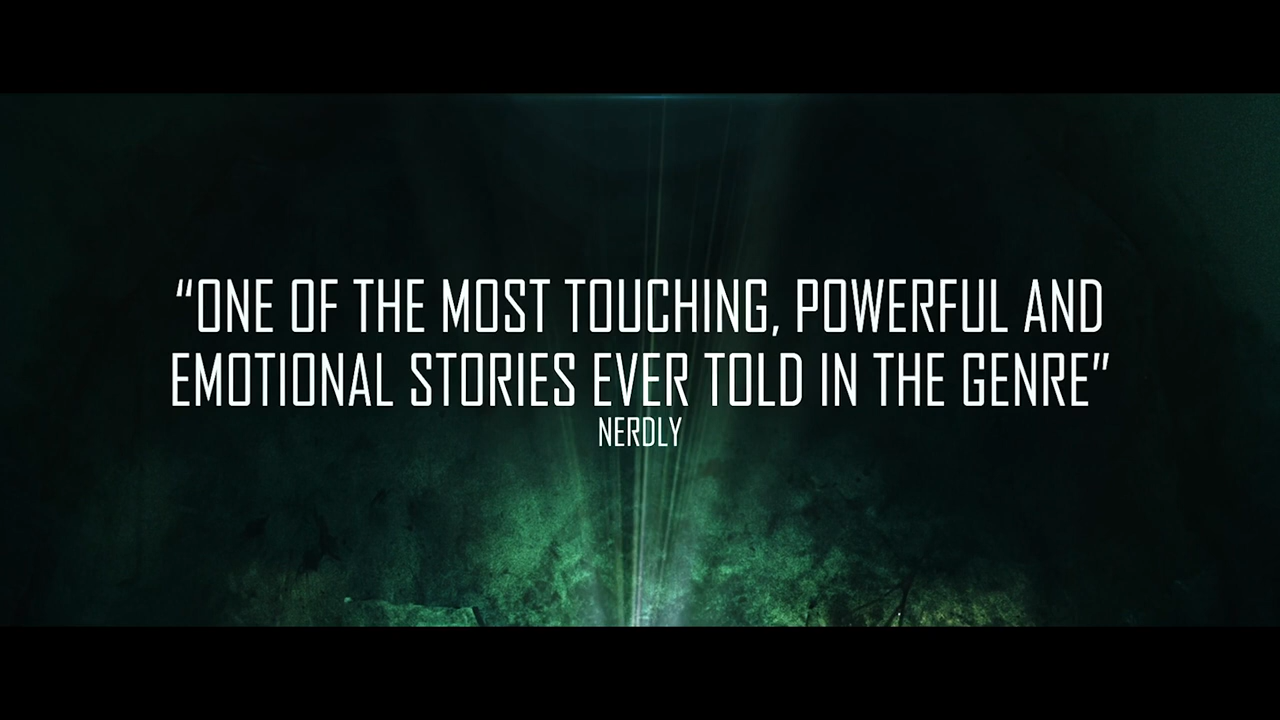 “ONE OF THE MOST TOUCHING, POWERFUL AND
EMOTIONAL STORIES EVER TOLD IN THE GENRE”
NERDLY